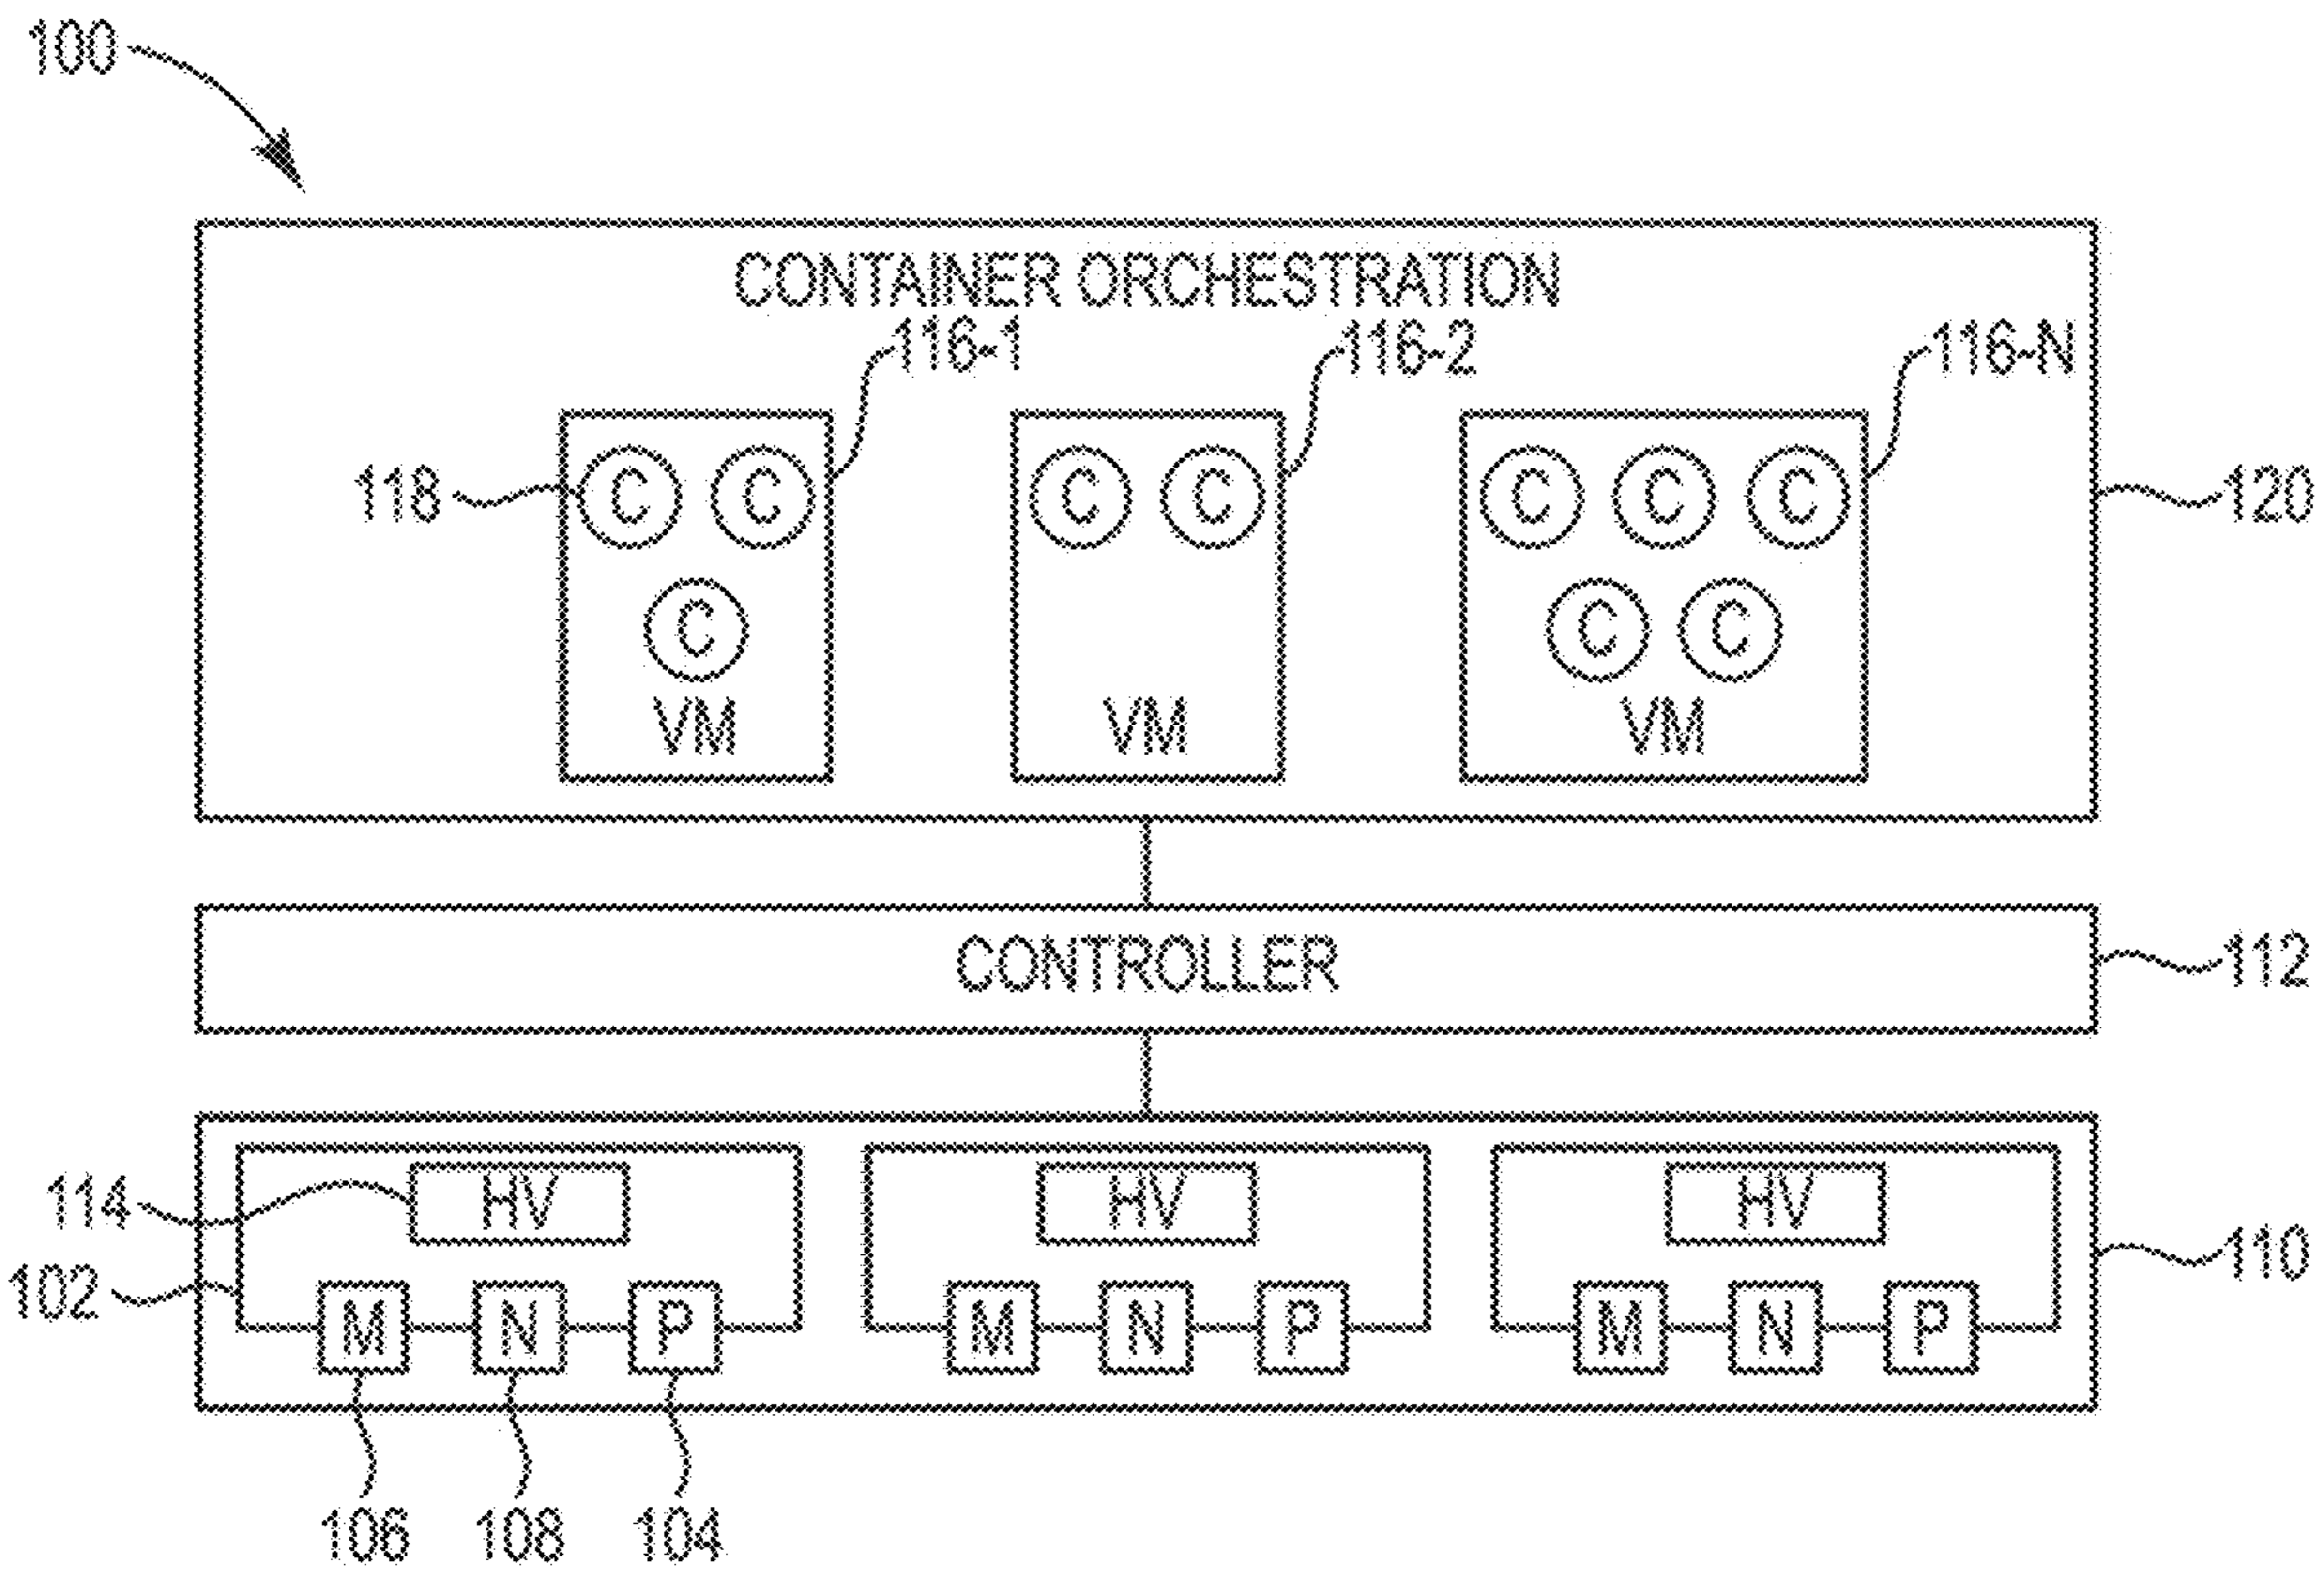 100
CONTAINER ORCHESTRATION
116-1 116-2 116-N
118 C C C C C C C 120
C C C
VM VM VM
CONTROLLER 112
114 HV HV HV
102 M N P M N P M N P 110
106 108 104